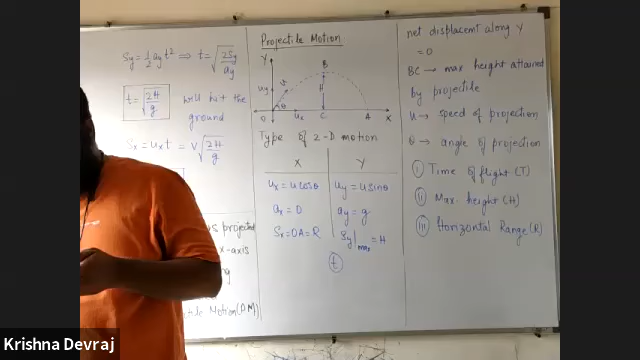 Sy = ½ ay t² ⇒ t = √(2Sy/ay)
t = √(2H/g) will hit the
ground
Sx = ux t = V √(2H/g)
projected
x-axis
Motion
Projectile Motion
Y
B
uy
u
H
θ
O
ux
C
A
X
Type of 2-D motion
X
Y
ux = u cosθ
uy = u sinθ
ax = 0
ay = g
Sx = OA = R
Sy|max = H
t
net displacement along Y
= 0
BC → max height attained
by projectile
u → speed of projection
θ → angle of projection
(i) Time of flight (T)
(ii) Max. height (H)
(iii) Horizontal Range (R)
Krishna Devraj